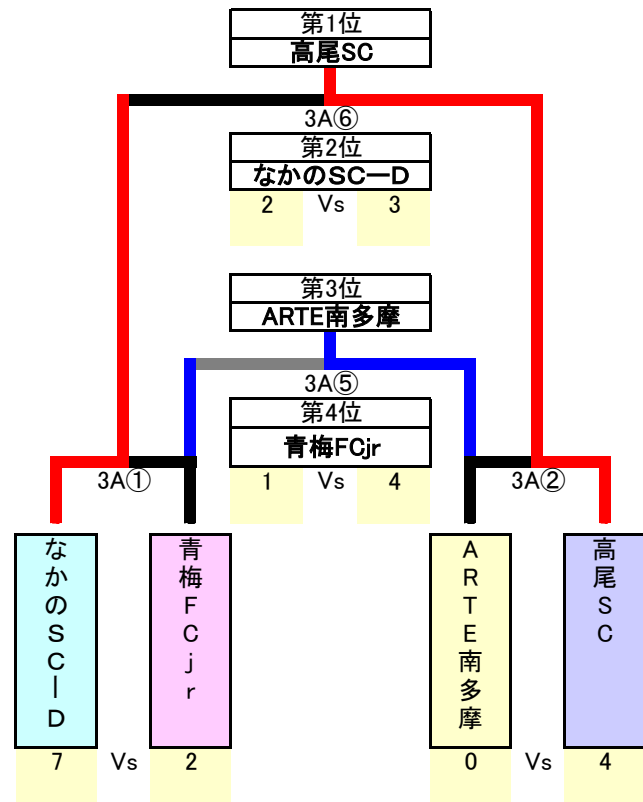 第1位
高尾SC
3A⑥
第2位
なかのSC－D
2 Vs 3
第3位
ARTE南多摩
3A⑤
第4位
青梅FCjr
1 Vs 4
3A①
3A②
なかのSC－D
青梅FCjr
ARTE南多摩
高尾SC
7 Vs 2
0 Vs 4